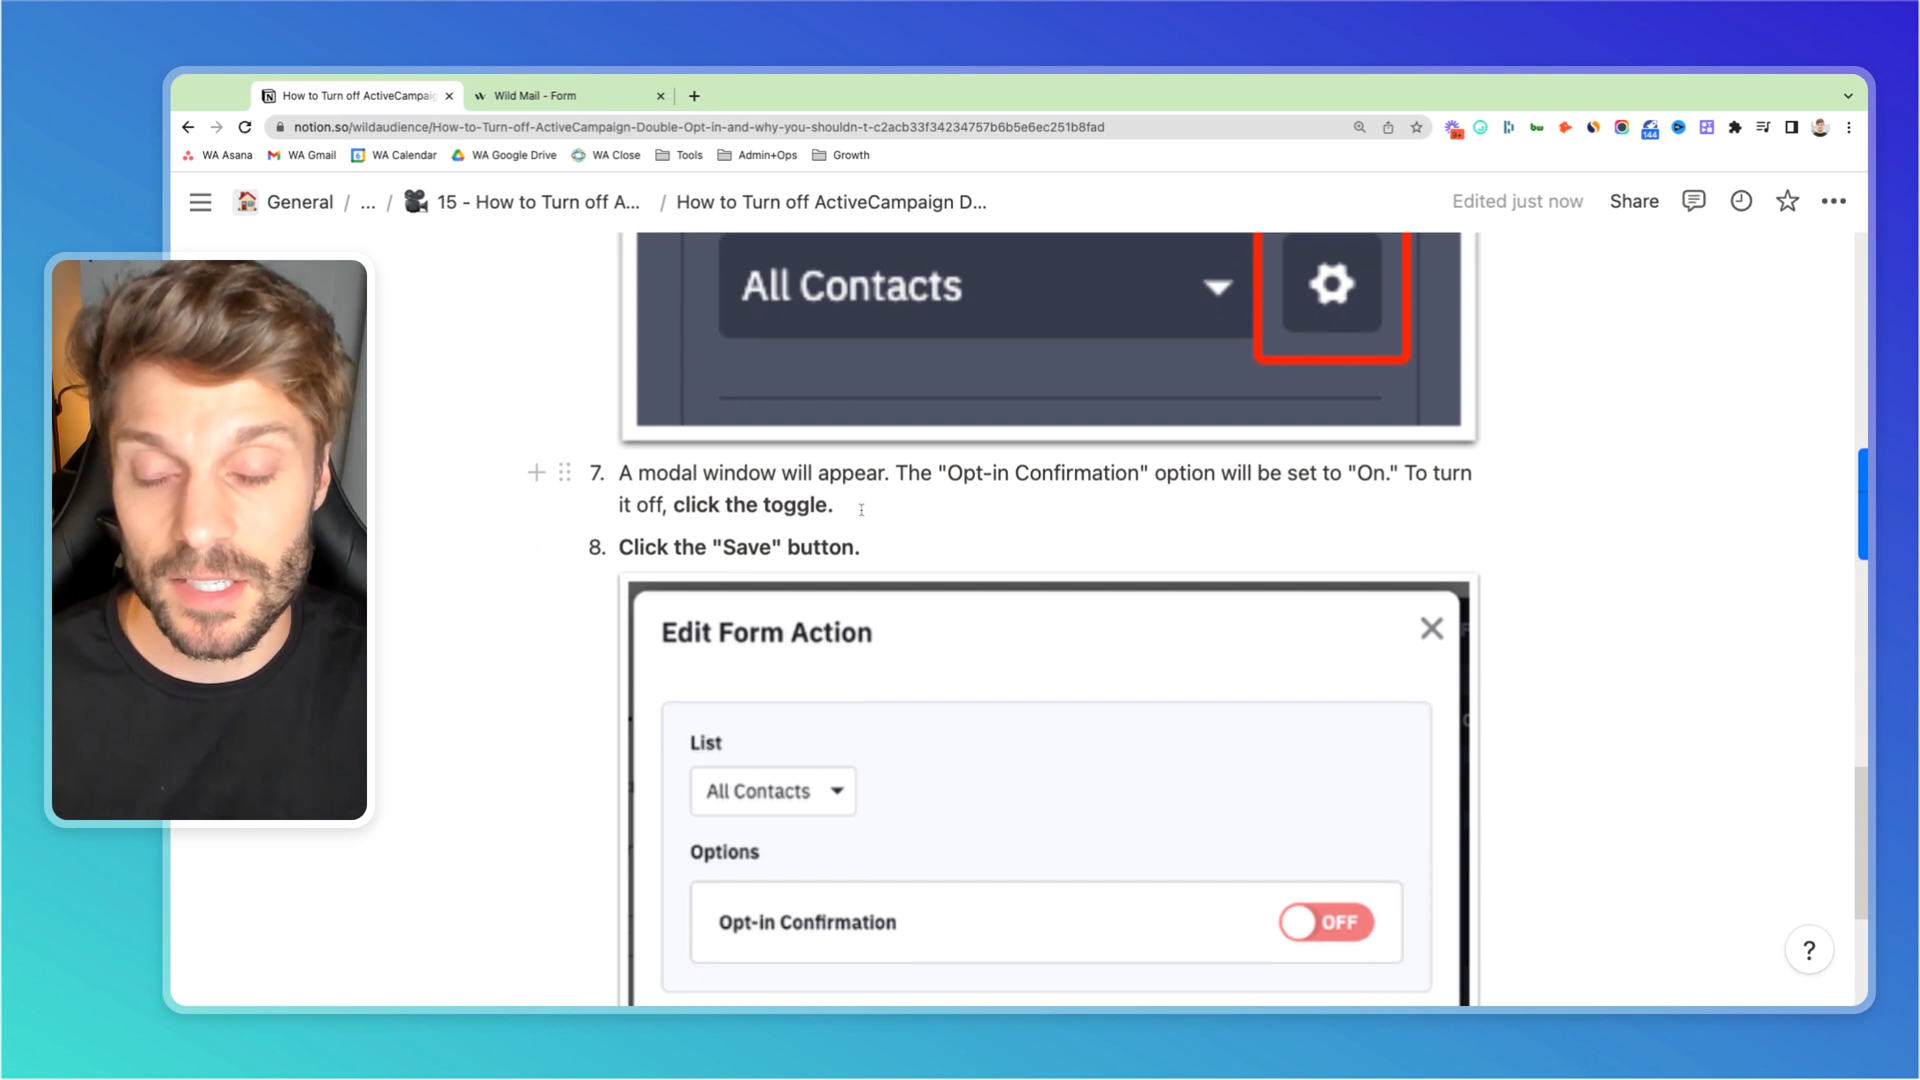 How to Turn off ActiveCampaig
Wild Mail - Form
notion.so/wildaudience/How-to-Turn-off-ActiveCampaign-Double-Opt-in-and-why-you-shouldn-t-c2acb33f34234757b6b5e6ec251b8fad
9+
144
WA Asana
WA Gmail
WA Calendar
WA Google Drive
WA Close
Tools
Admin+Ops
Growth
General / ... / 15 - How to Turn off A... / How to Turn off ActiveCampaign D...
Edited just now
Share
All Contacts
7. A modal window will appear. The "Opt-in Confirmation" option will be set to "On." To turn
it off, click the toggle.
8. Click the "Save" button.
Edit Form Action
List
All Contacts
Options
Opt-in Confirmation
OFF
?